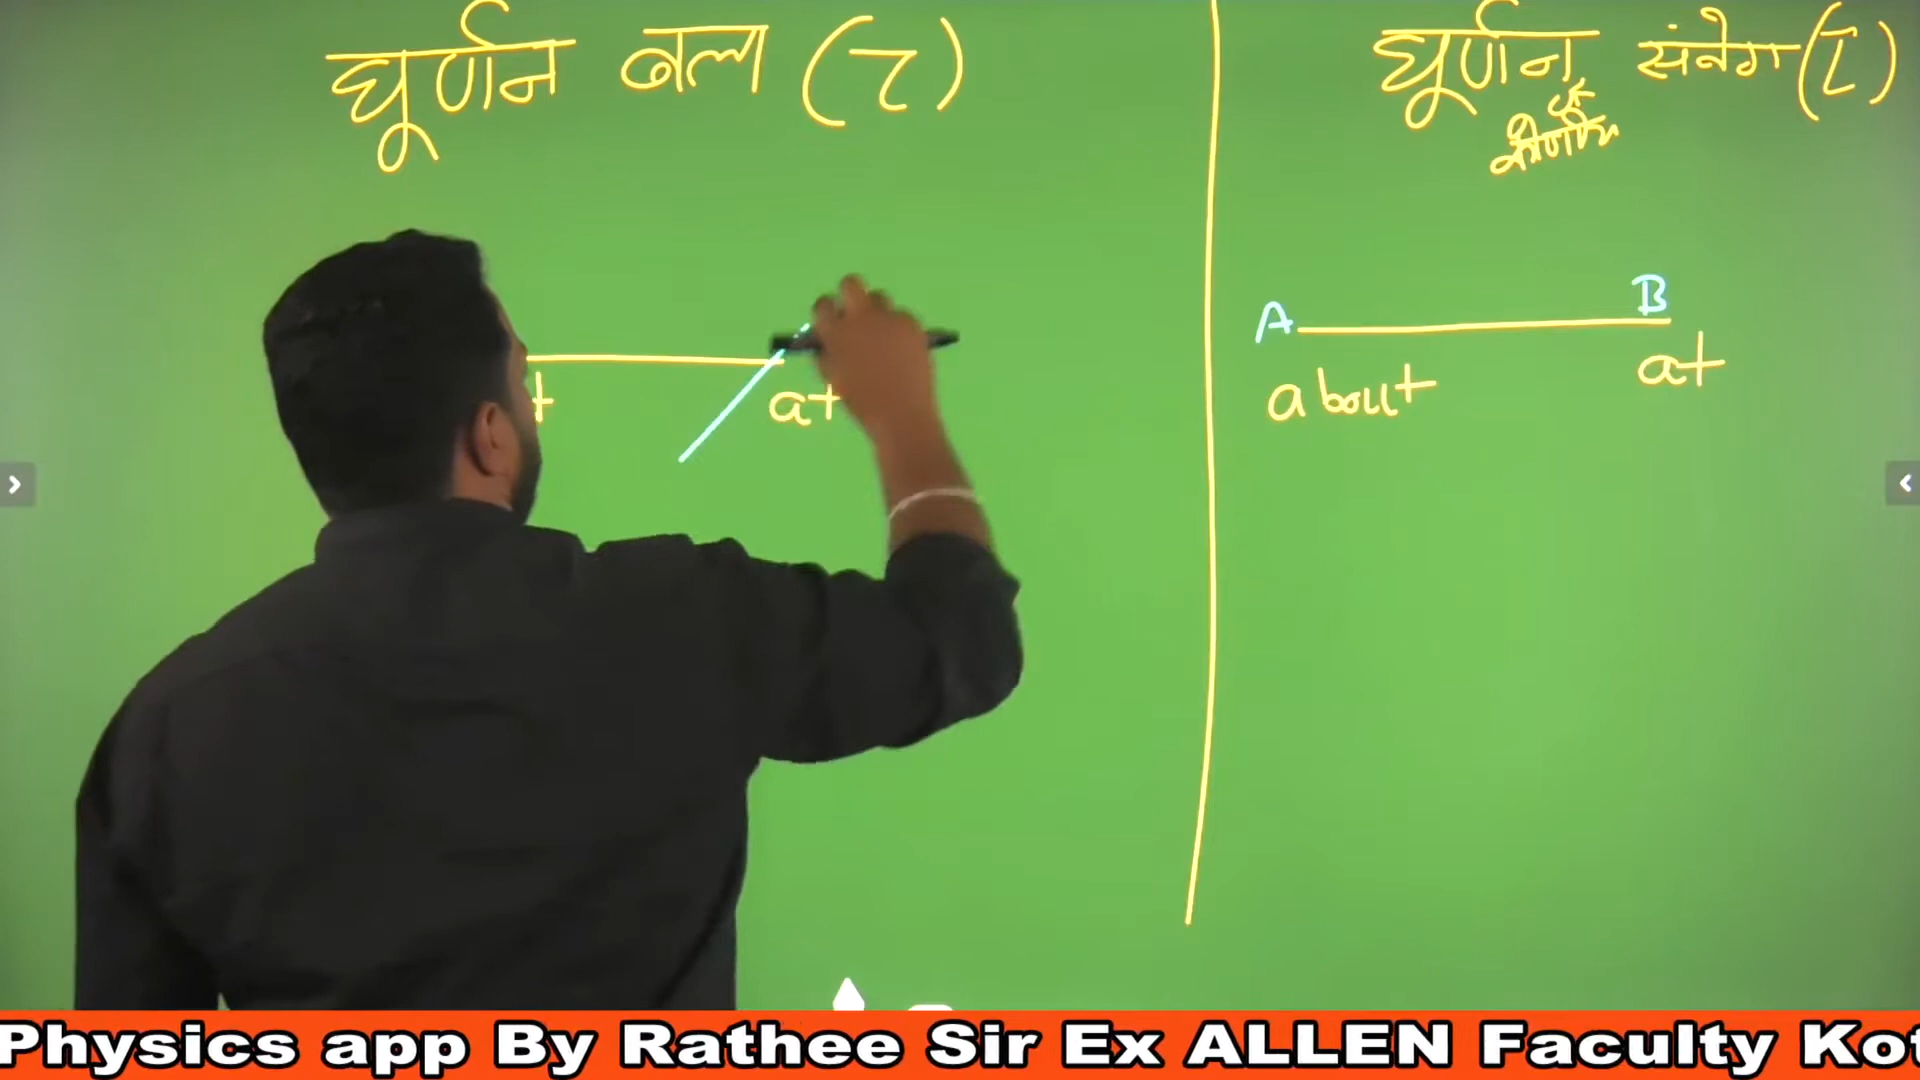 घूर्णन बल (τ)
at
घूर्णन संवेग (L)
कोणीय
A B
about at
Physics app By Rathee Sir Ex ALLEN Faculty Kot